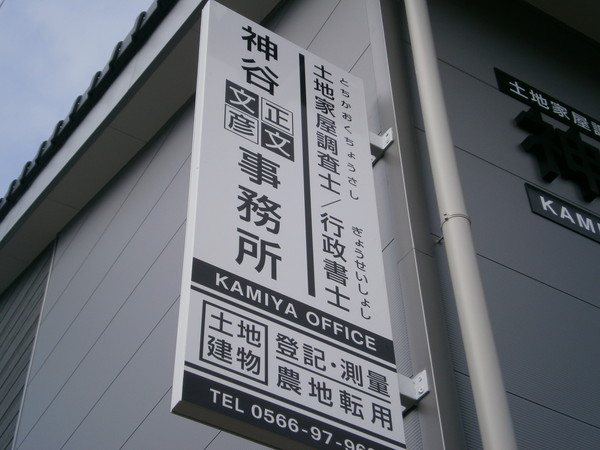 とちかおくちょうさし ぎょうせいしょし
土地家屋調査士/行政書士
神谷
正文
文彦
事務所
KAMIYA OFFICE
土地
建物
登記・測量
農地転用
TEL 0566-97-96
土地家屋
KAM